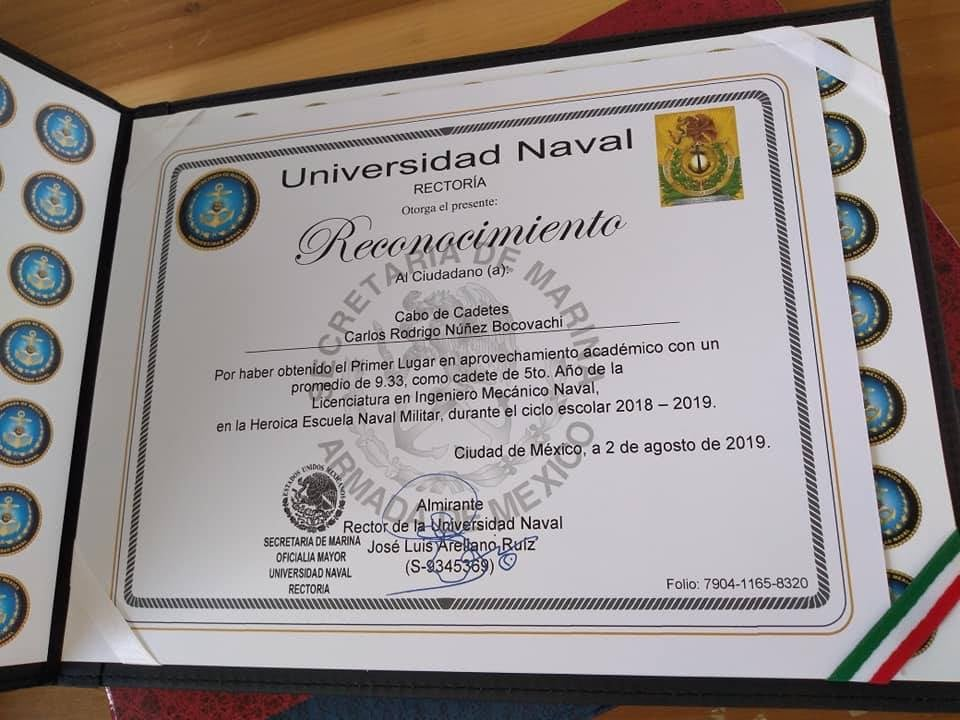 Universidad Naval
RECTORÍA
Otorga el presente:
Reconocimiento
Al Ciudadano (a):
SECRETARIA DE MARINA
ARMADA DE MEXICO
Cabo de Cadetes
Carlos Rodrigo Núñez Bocovachi
Por haber obtenido el Primer Lugar en aprovechamiento académico con un
promedio de 9.33, como cadete de 5to. Año de la
Licenciatura en Ingeniero Mecánico Naval,
en la Heroica Escuela Naval Militar, durante el ciclo escolar 2018 – 2019.
Ciudad de México, a 2 de agosto de 2019.
ESTADOS UNIDOS MEXICANOS
SECRETARIA DE MARINA
OFICIALIA MAYOR
UNIVERSIDAD NAVAL
RECTORIA
Almirante
Rector de la Universidad Naval
José Luis Arellano Ruiz
(S-9345369)
Folio: 7904-1165-8320